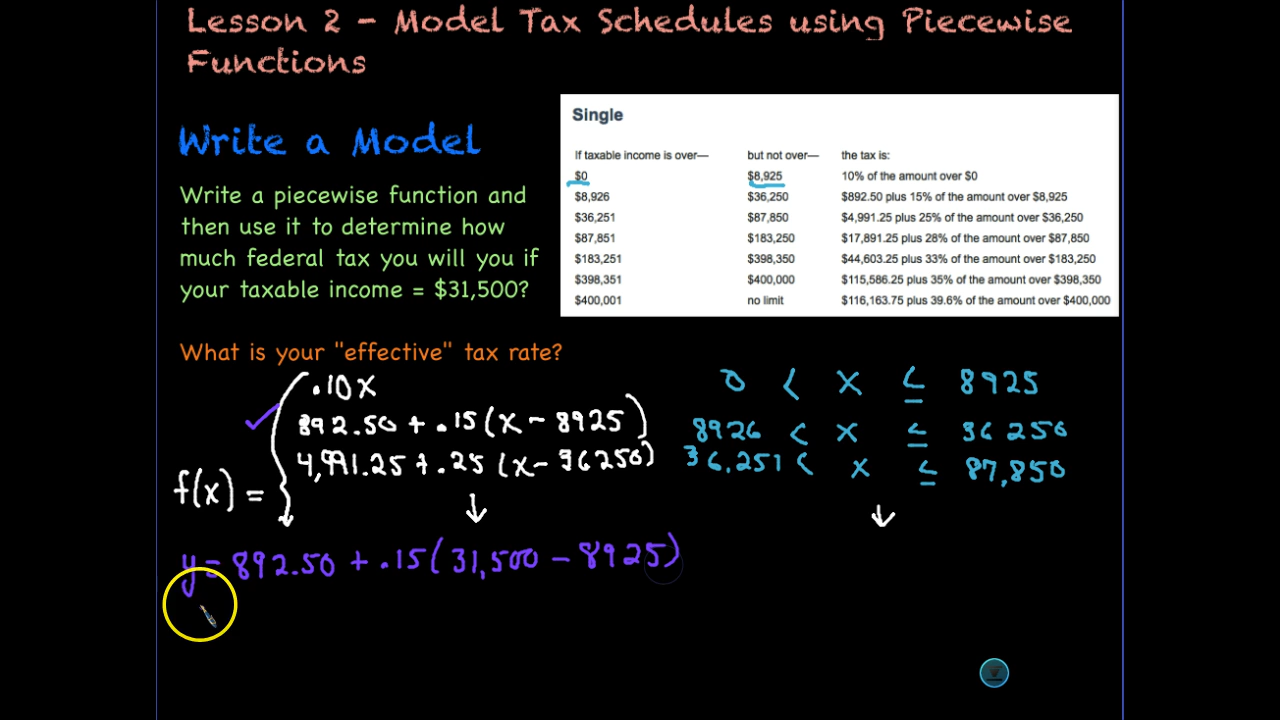 Lesson 2 - Model Tax Schedules using Piecewise
Functions
Write a Model
Write a piecewise function and
then use it to determine how
much federal tax you will you if
your taxable income = $31,500?
What is your "effective" tax rate?
Single
If taxable income is over— but not over— the tax is:
$0 $8,925 10% of the amount over $0
$8,926 $36,250 $892.50 plus 15% of the amount over $8,925
$36,251 $87,850 $4,991.25 plus 25% of the amount over $36,250
$87,851 $183,250 $17,891.25 plus 28% of the amount over $87,850
$183,251 $398,350 $44,603.25 plus 33% of the amount over $183,250
$398,351 $400,000 $115,586.25 plus 35% of the amount over $398,350
$400,001 no limit $116,163.75 plus 39.6% of the amount over $400,000
.10x 0 < x ≤ 8925
892.50 + .15(x - 8925) 8926 < x ≤ 36250
4,991.25 + .25(x - 36250) 36,251 < x ≤ 87,850
f(x) =
y = 892.50 + .15(31,500 - 8925)